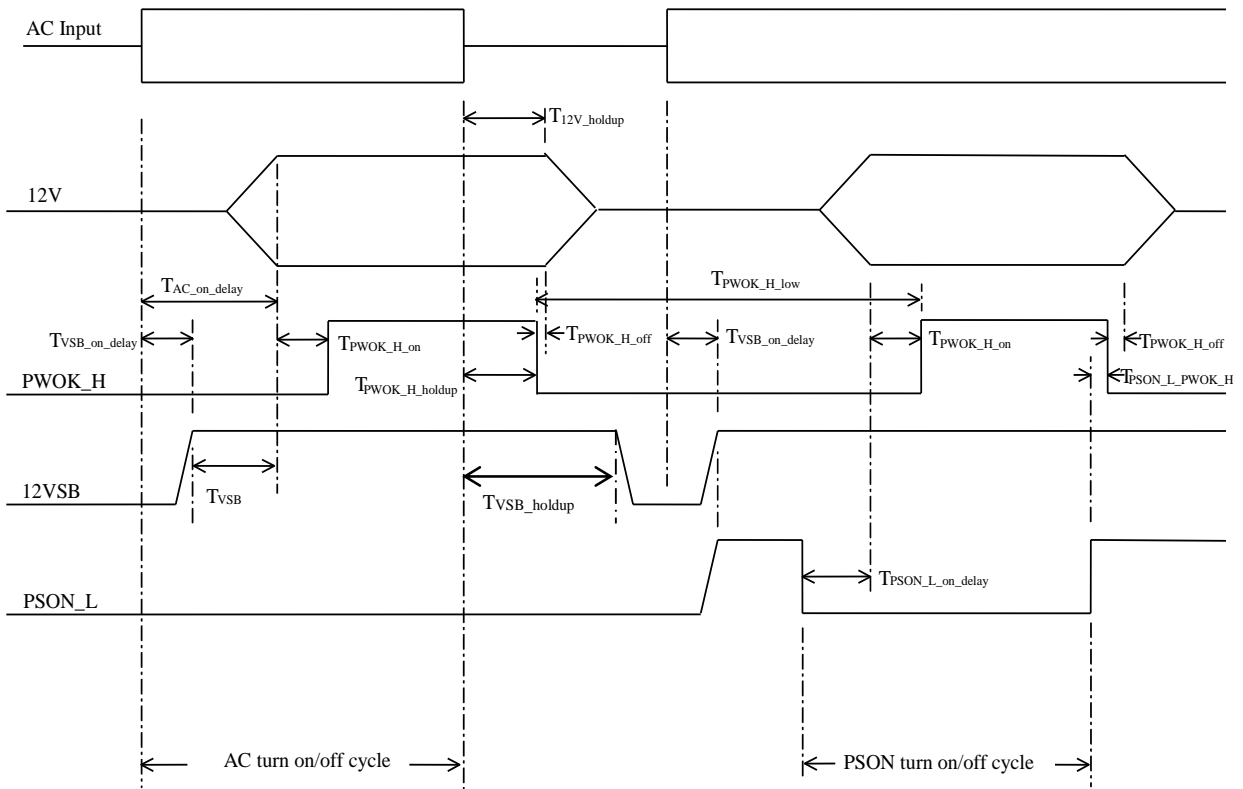 AC Input
T12V_holdup
12V
TAC_on_delay
TPWOK_H_low
TVSB_on_delay
TPWOK_H_on
TPWOK_H_off
TVSB_on_delay
TPWOK_H_on
TPWOK_H_off
PWOK_H
TPWOK_H_holdup
TPSON_L_PWOK_H
12VSB
TVSB
TVSB_holdup
TPSON_L_on_delay
PSON_L
AC turn on/off cycle
PSON turn on/off cycle